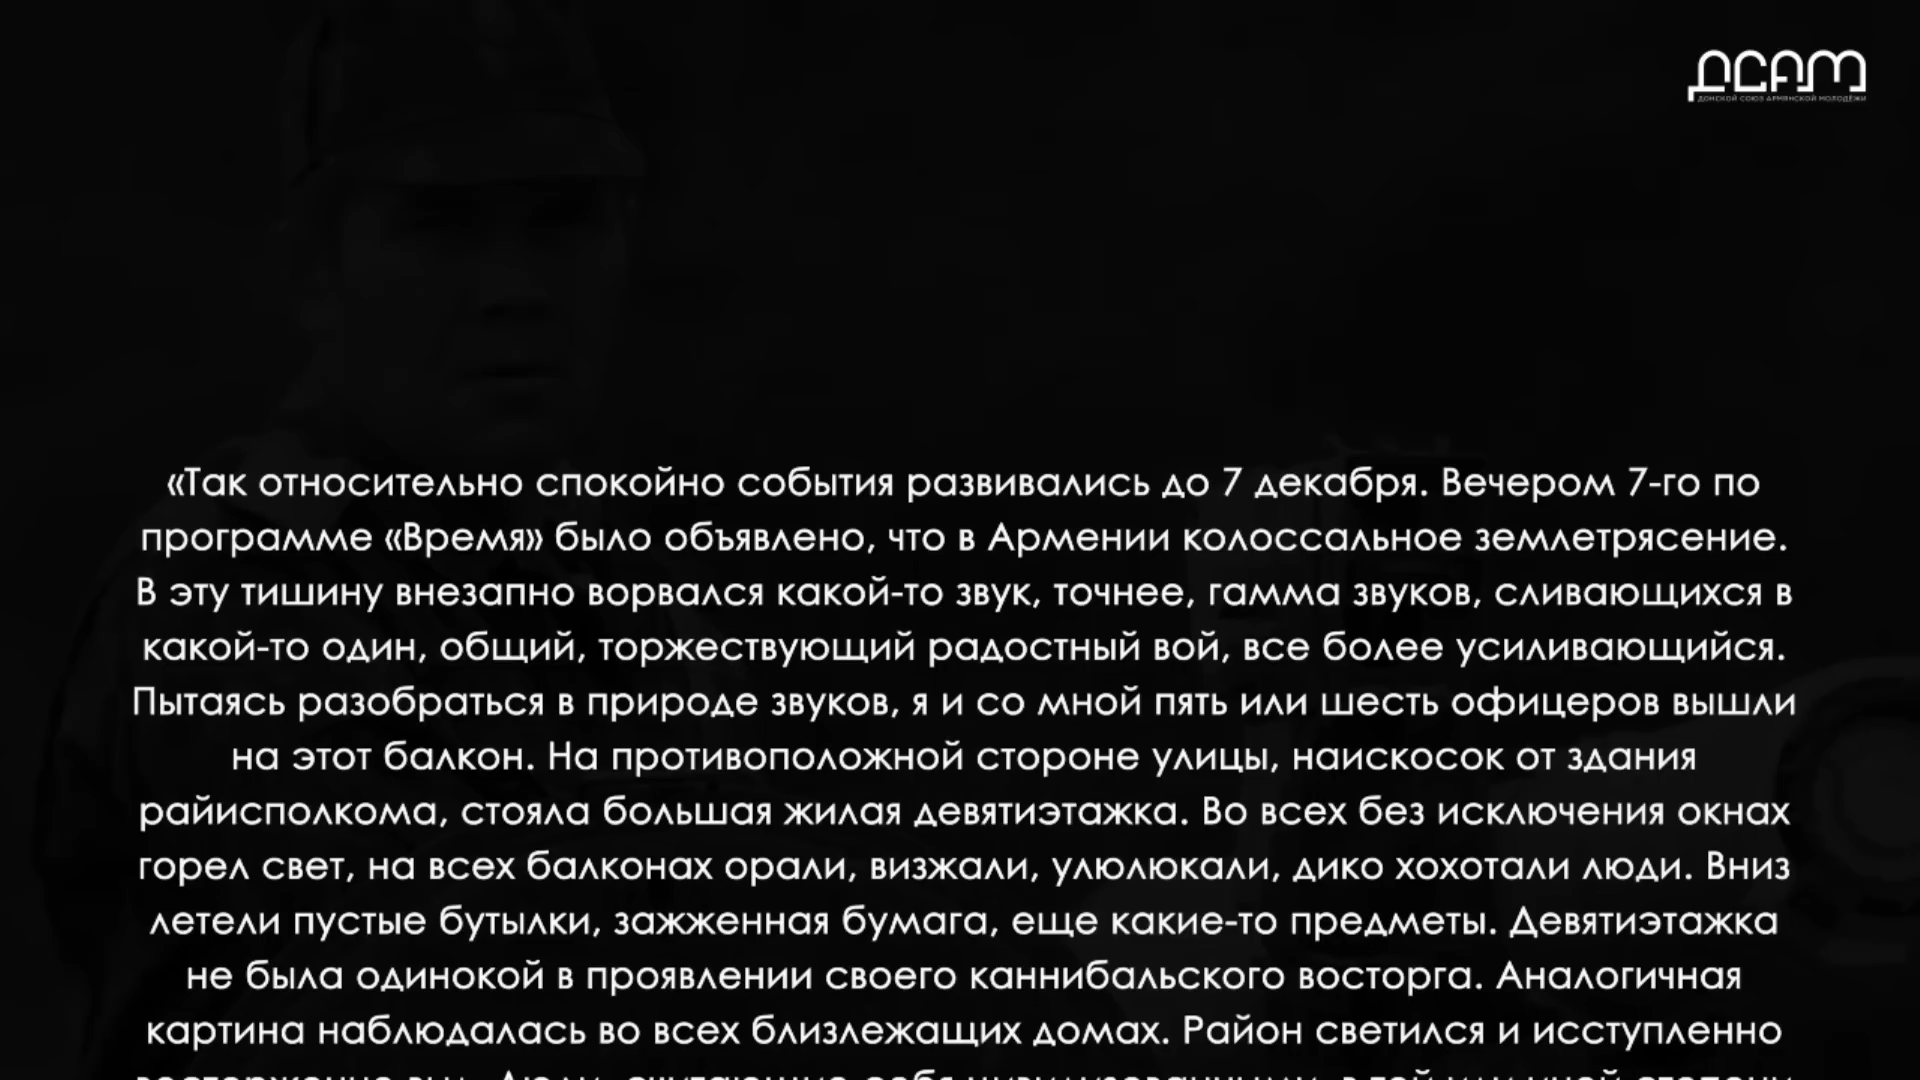 ДСАМ
ДОНСКОЙ СОЮЗ АРМЯНСКОЙ МОЛОДЁЖИ
«Так относительно спокойно события развивались до 7 декабря. Вечером 7-го по
программе «Время» было объявлено, что в Армении колоссальное землетрясение.
В эту тишину внезапно ворвался какой-то звук, точнее, гамма звуков, сливающихся в
какой-то один, общий, торжествующий радостный вой, все более усиливающийся.
Пытаясь разобраться в природе звуков, я и со мной пять или шесть офицеров вышли
на этот балкон. На противоположной стороне улицы, наискосок от здания
райисполкома, стояла большая жилая девятиэтажка. Во всех без исключения окнах
горел свет, на всех балконах орали, визжали, улюлюкали, дико хохотали люди. Вниз
летели пустые бутылки, зажженная бумага, еще какие-то предметы. Девятиэтажка
не была одинокой в проявлении своего каннибальского восторга. Аналогичная
картина наблюдалась во всех близлежащих домах. Район светился и исступленно